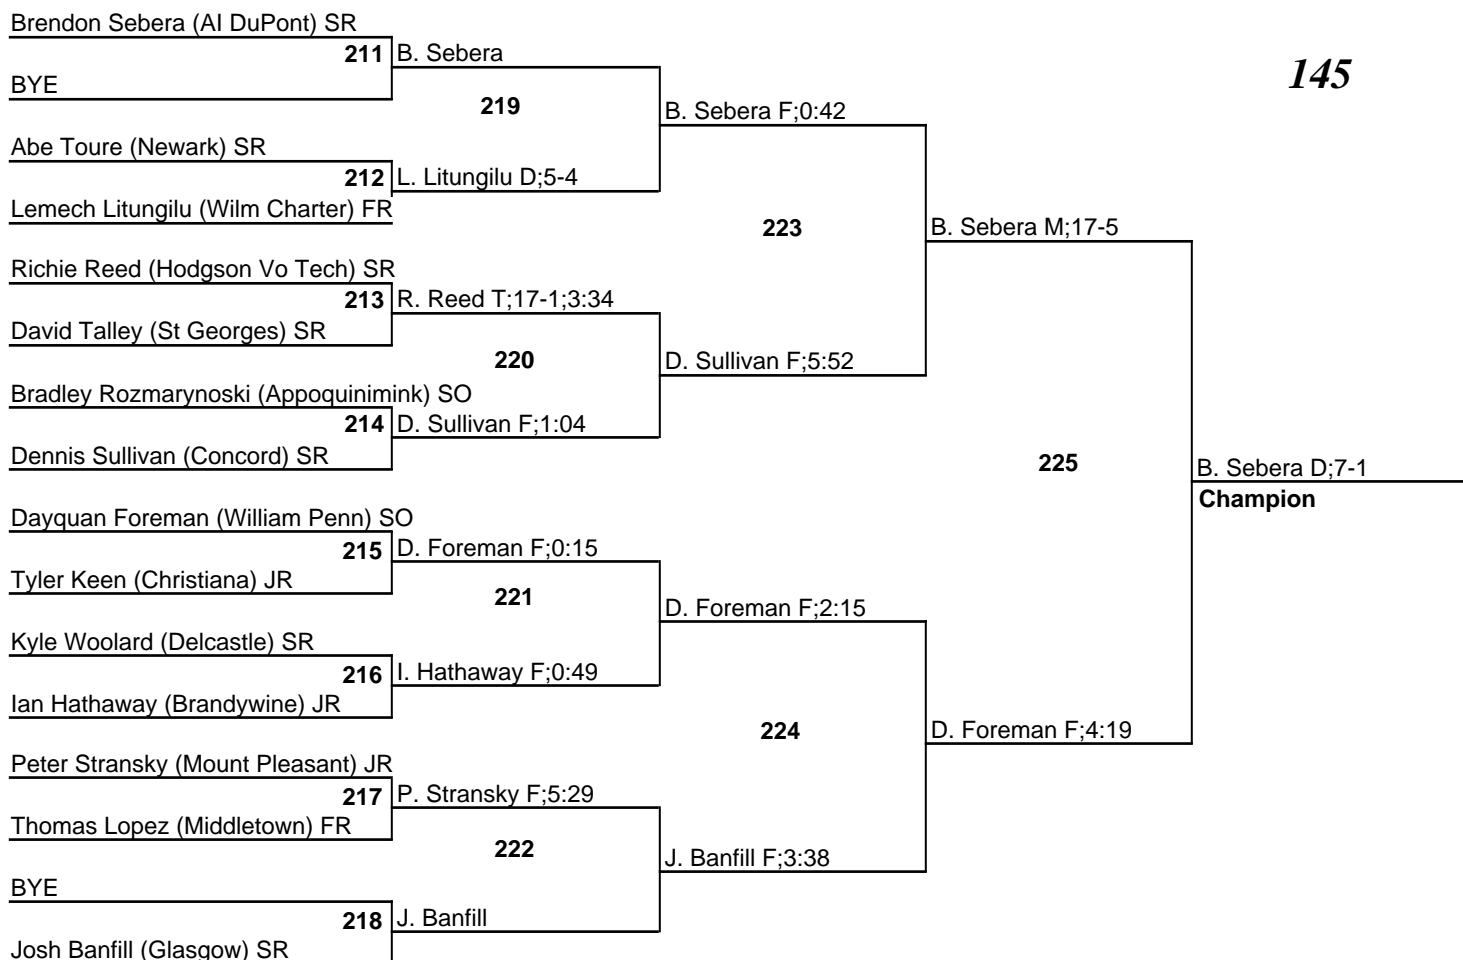 Brendon Sebera (AI DuPont) SR
211 B. Sebera
145
BYE
219
B. Sebera F;0:42
Abe Toure (Newark) SR
212 L. Litungilu D;5-4
Lemech Litungilu (Wilm Charter) FR
223
B. Sebera M;17-5
Richie Reed (Hodgson Vo Tech) SR
213 R. Reed T;17-1;3:34
David Talley (St Georges) SR
220
D. Sullivan F;5:52
Bradley Rozmarynoski (Appoquinimink) SO
214 D. Sullivan F;1:04
Dennis Sullivan (Concord) SR
225
B. Sebera D;7-1
Champion
Dayquan Foreman (William Penn) SO
215 D. Foreman F;0:15
Tyler Keen (Christiana) JR
221
D. Foreman F;2:15
Kyle Woolard (Delcastle) SR
216 I. Hathaway F;0:49
Ian Hathaway (Brandywine) JR
224
D. Foreman F;4:19
Peter Stransky (Mount Pleasant) JR
217 P. Stransky F;5:29
Thomas Lopez (Middletown) FR
222
J. Banfill F;3:38
BYE
218 J. Banfill
Josh Banfill (Glasgow) SR